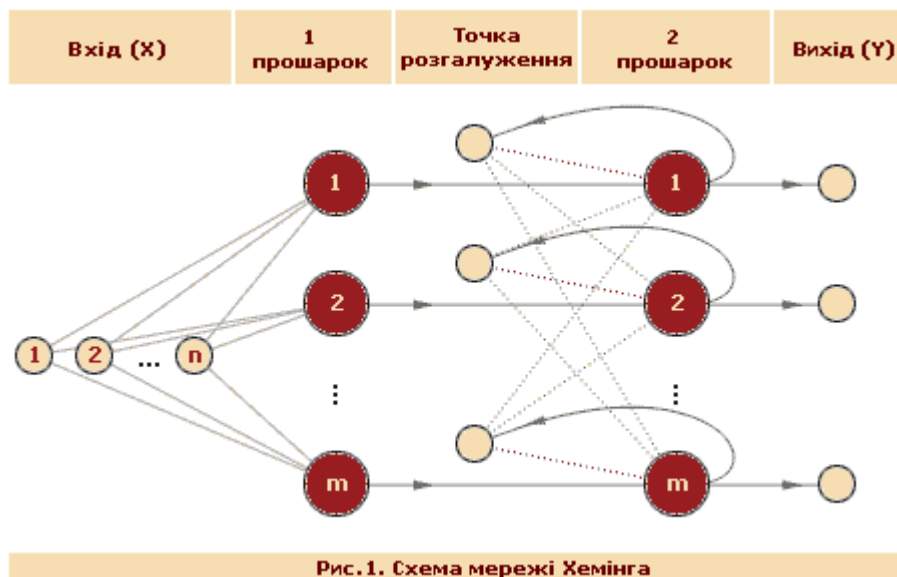 Вхід (X)
1
прошарок
Точка
розгалуження
2
прошарок
Вихід (Y)
1
1
2
2
1
2
...
n
⋮
⋮
m
m
Рис.1. Схема мережі Хемінга